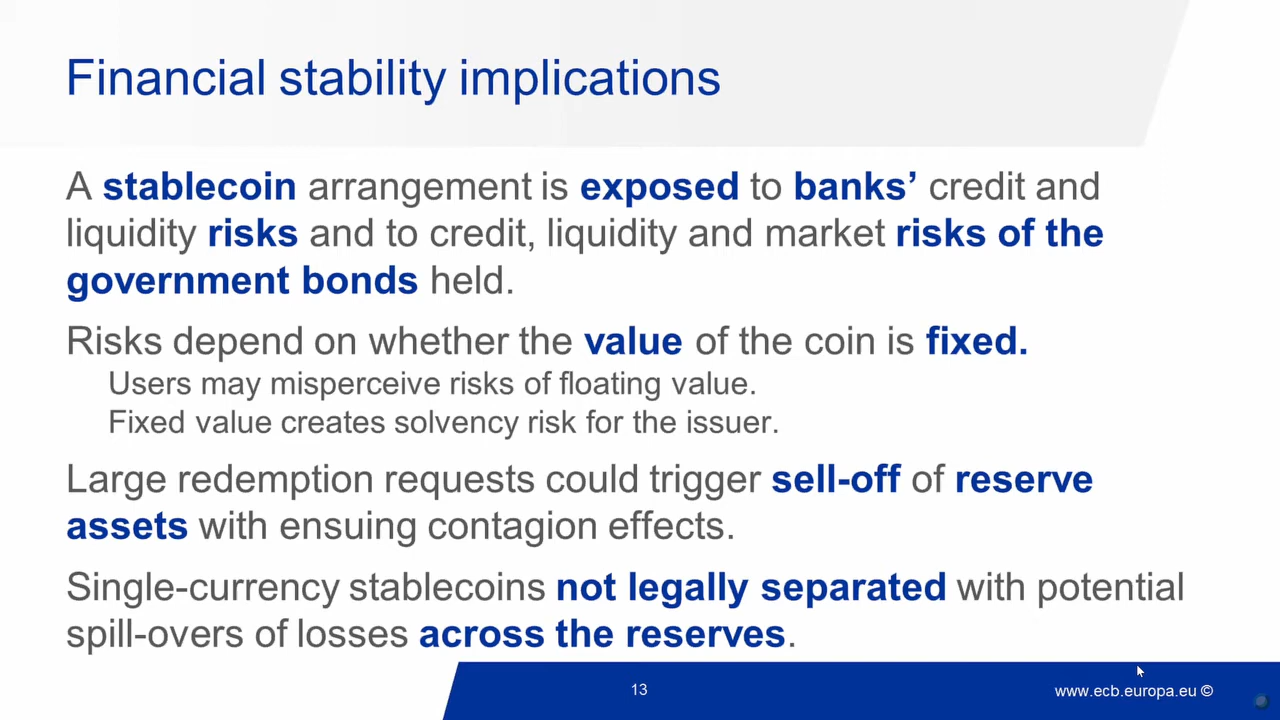 Financial stability implications
A stablecoin arrangement is exposed to banks’ credit and
liquidity risks and to credit, liquidity and market risks of the
government bonds held.
Risks depend on whether the value of the coin is fixed.
Users may misperceive risks of floating value.
Fixed value creates solvency risk for the issuer.
Large redemption requests could trigger sell-off of reserve
assets with ensuing contagion effects.
Single-currency stablecoins not legally separated with potential
spill-overs of losses across the reserves.
13
www.ecb.europa.eu ©